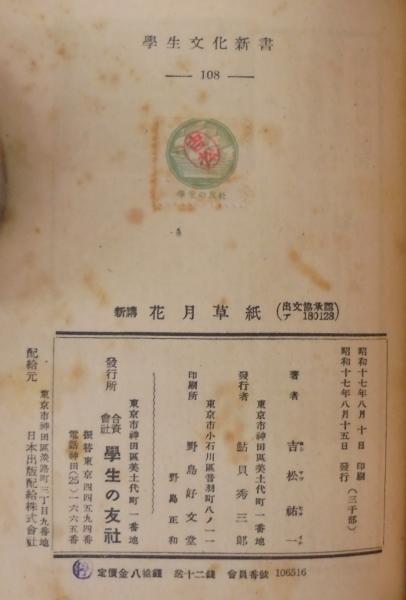 學生文化新書
108
學生の友社
新講 花月草紙 (出文協承認 ア 180128)
昭和十七年八月十日 印刷
昭和十七年八月十五日 發行 (三千部)
著者 吉松祐一
東京市神田區美土代町一番地
發行者 鮎貝秀三郎
東京市小石川區音羽町八ノ一一
印刷所 野島好文堂
野島正和
東京市神田區美土代町一番地
發行所 合資會社 學生の友社
振替東京四四五九四番
電話神田(25)一六六五番
東京市神田區淡路町二丁目九番地
配給元 日本出版配給株式會社
定價金八拾錢 送十二錢 會員番號 106516